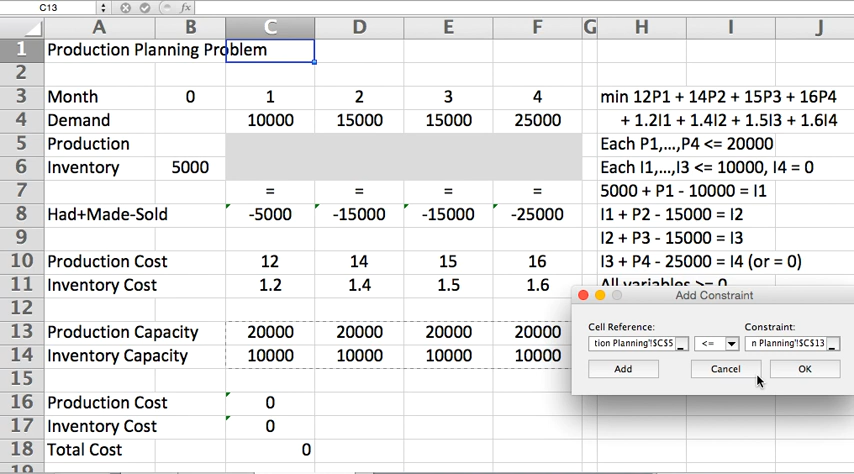 C13 fx
A B C D E F G H I J
1 Production Planning Problem
2
3 Month 0 1 2 3 4 min 12P1 + 14P2 + 15P3 + 16P4
4 Demand 10000 15000 15000 25000 + 1.2I1 + 1.4I2 + 1.5I3 + 1.6I4
5 Production Each P1,...,P4 <= 20000
6 Inventory 5000 Each I1,...,I3 <= 10000, I4 = 0
7 = = = = 5000 + P1 - 10000 = I1
8 Had+Made-Sold -5000 -15000 -15000 -25000 I1 + P2 - 15000 = I2
9 I2 + P3 - 15000 = I3
10 Production Cost 12 14 15 16 I3 + P4 - 25000 = I4 (or = 0)
11 Inventory Cost 1.2 1.4 1.5 1.6 All variables >= 0
12
13 Production Capacity 20000 20000 20000 20000
14 Inventory Capacity 10000 10000 10000 10000
15
16 Production Cost 0
17 Inventory Cost 0
18 Total Cost 0
19
Add Constraint
Cell Reference: Constraint:
tion Planning'!$C$5 <= n Planning'!$C$13
Add Cancel OK